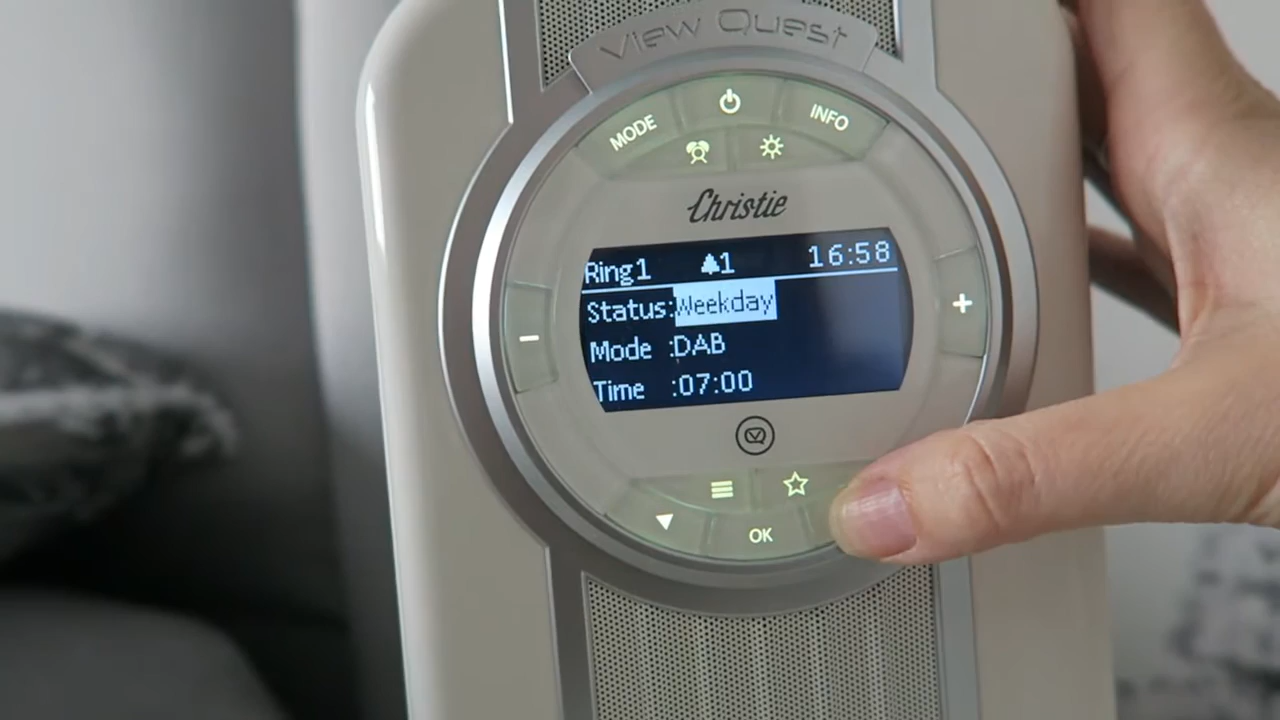 View Quest
MODE
INFO
Christie
Ring1 1 16:58
Status:Weekday
Mode :DAB
Time :07:00
− +
OK